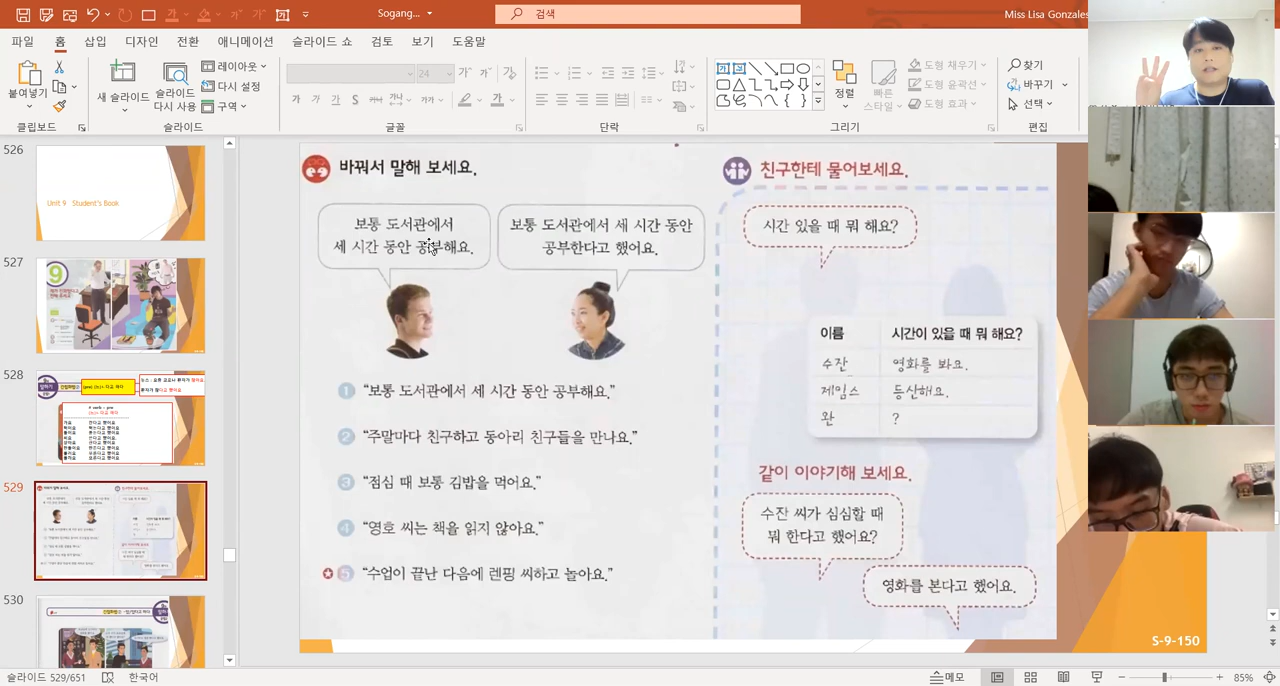 Sogang...
검색
Miss Lisa Gonzales
파일 홈 삽입 디자인 전환 애니메이션 슬라이드 쇼 검토 보기 도움말
붙여넣기
클립보드
새 슬라이드
슬라이드 다시 사용
레이아웃
다시 설정
구역
슬라이드
24
가 가 가 S 가나 가나 가가 가
글꼴
단락
정렬
빠른 스타일
도형 채우기
도형 윤곽선
도형 효과
그리기
찾기
바꾸기
선택
편집
526
Unit 9 Student's Book
527
9
528
529
530
바꿔서 말해 보세요.
보통 도서관에서
세 시간 동안 공부해요.
보통 도서관에서 세 시간 동안
공부한다고 했어요.
1 “보통 도서관에서 세 시간 동안 공부해요.”
2 “주말마다 친구하고 동아리 친구들을 만나요.”
3 “점심 때 보통 김밥을 먹어요.”
4 “영호 씨는 책을 읽지 않아요.”
5 “수업이 끝난 다음에 렌핑 씨하고 놀아요.”
친구한테 물어보세요.
시간 있을 때 뭐 해요?
이름 시간이 있을 때 뭐 해요?
수잔 영화를 봐요.
제임스 등산해요.
완 ?
같이 이야기해 보세요.
수잔 씨가 심심할 때
뭐 한다고 했어요?
영화를 본다고 했어요.
S-9-150
슬라이드 529/651
한국어
메모
85%